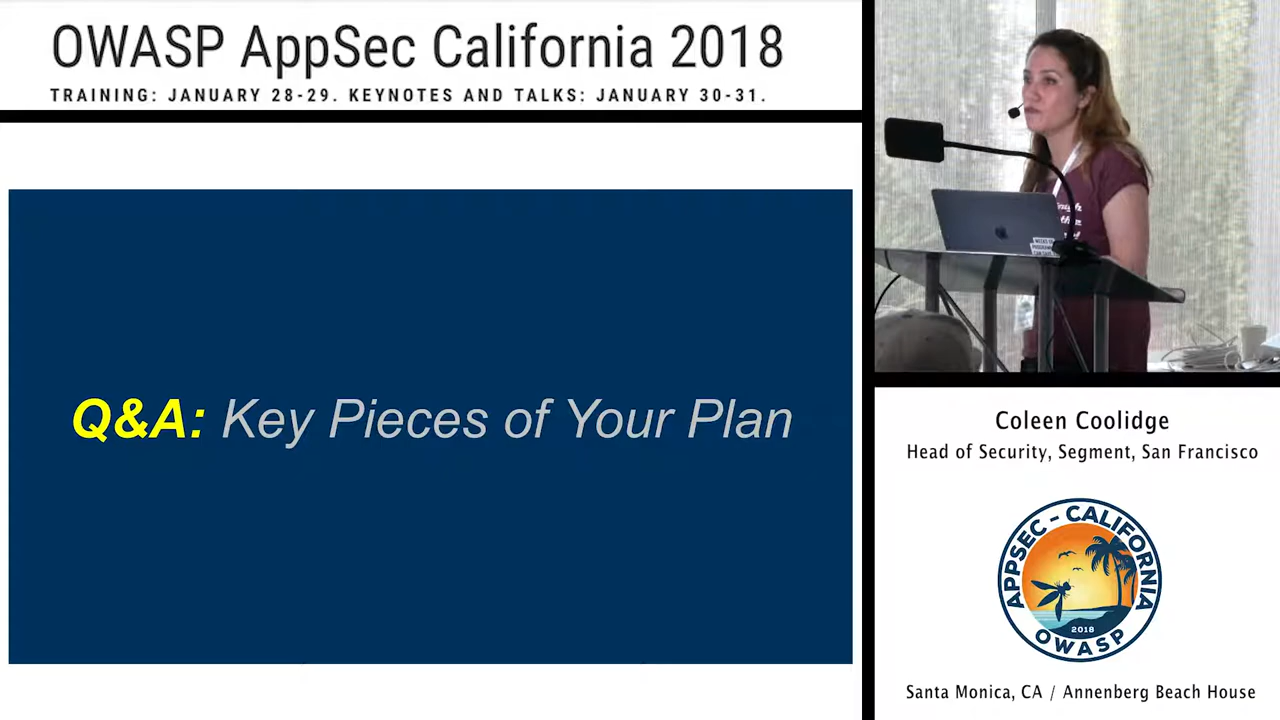 OWASP AppSec California 2018
TRAINING: JANUARY 28-29. KEYNOTES AND TALKS: JANUARY 30-31.
Q&A: Key Pieces of Your Plan
Coleen Coolidge
Head of Security, Segment, San Francisco
APPSEC - CALIFORNIA
2018
OWASP
Santa Monica, CA / Annenberg Beach House